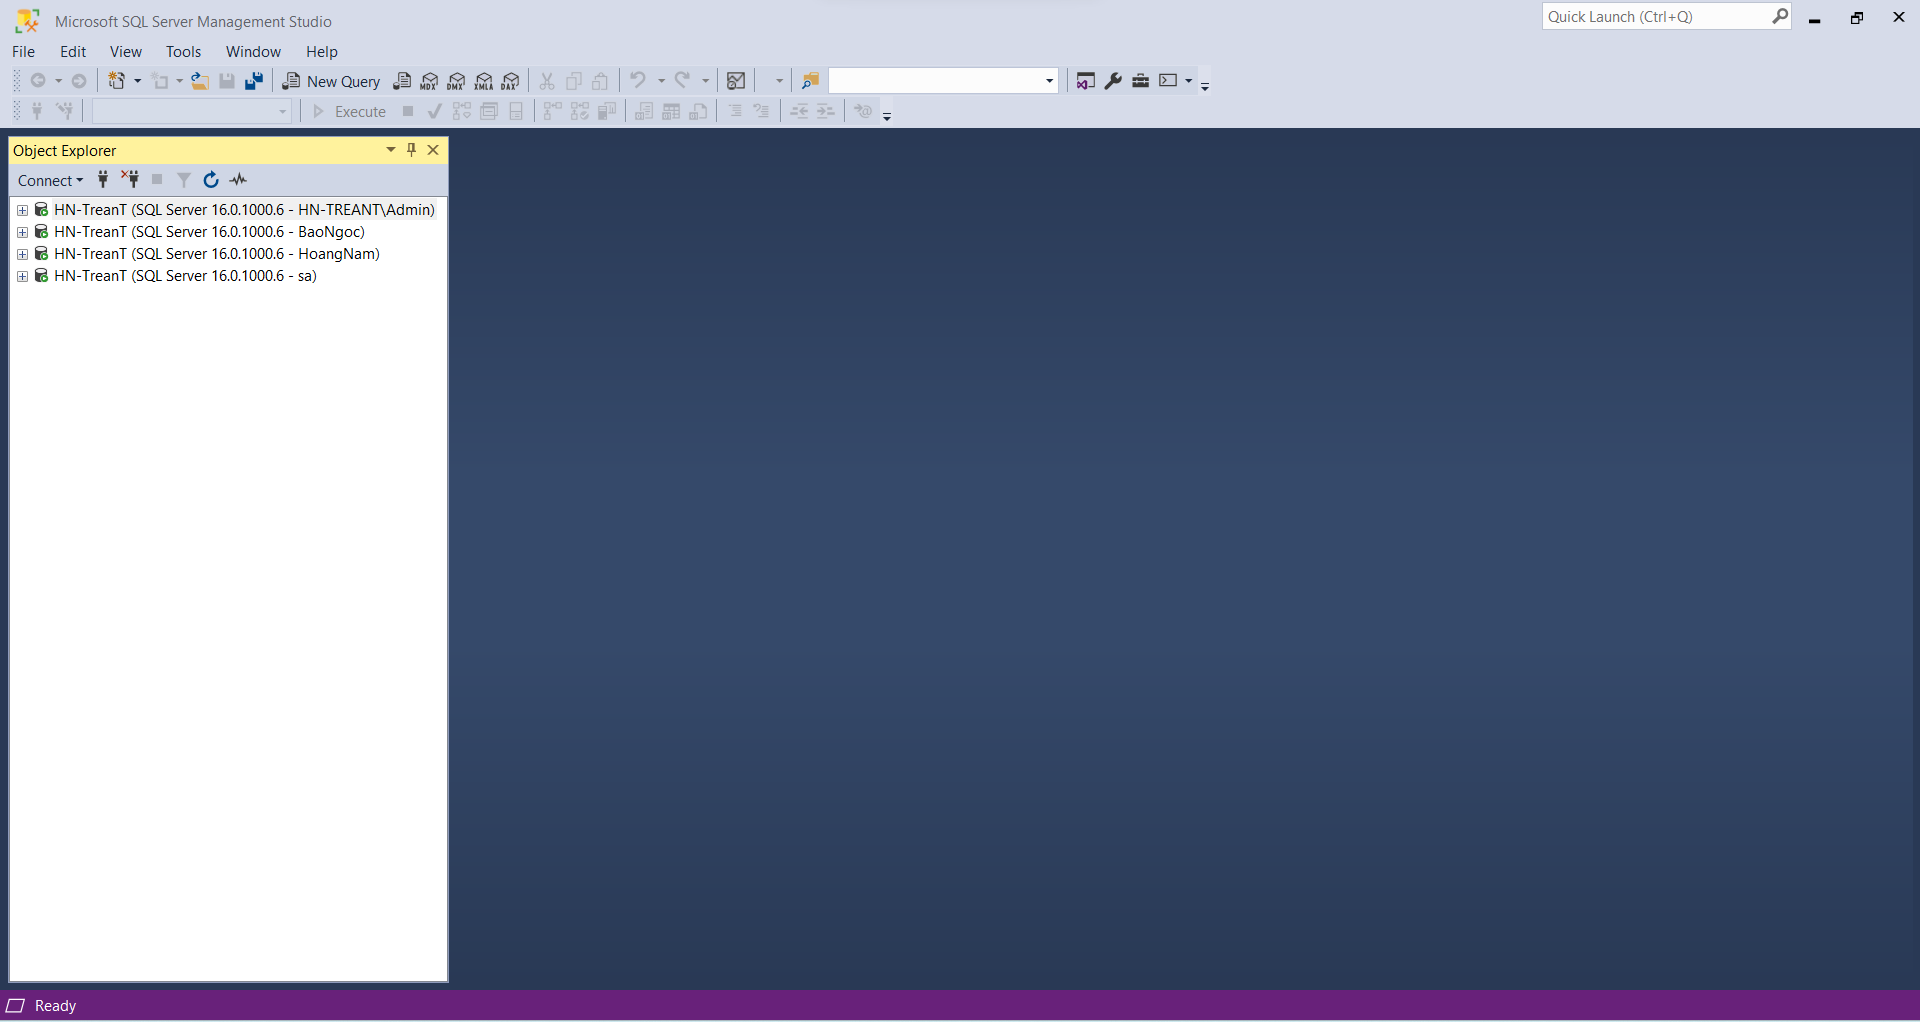 Microsoft SQL Server Management Studio
Quick Launch (Ctrl+Q)
File Edit View Tools Window Help
New Query MDX DMX XMLA DAX
Execute
Object Explorer
Connect
HN-TreanT (SQL Server 16.0.1000.6 - HN-TREANT\Admin)
HN-TreanT (SQL Server 16.0.1000.6 - BaoNgoc)
HN-TreanT (SQL Server 16.0.1000.6 - HoangNam)
HN-TreanT (SQL Server 16.0.1000.6 - sa)
Ready